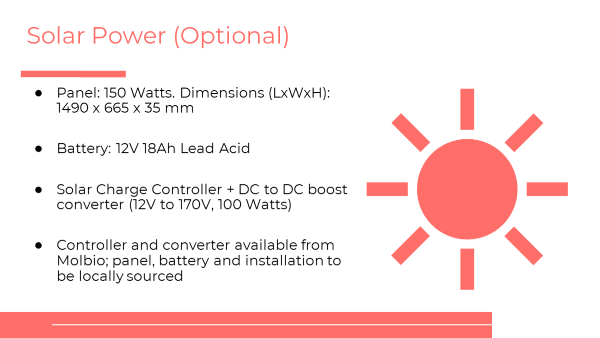 Solar Power (Optional)
● Panel: 150 Watts. Dimensions (LxWxH):
1490 x 665 x 35 mm
● Battery: 12V 18Ah Lead Acid
● Solar Charge Controller + DC to DC boost
converter (12V to 170V, 100 Watts)
● Controller and converter available from
Molbio; panel, battery and installation to
be locally sourced